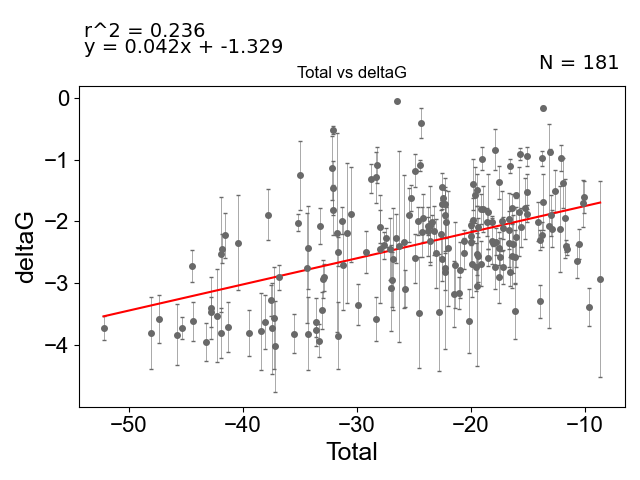 r^2 = 0.236
y = 0.042x + -1.329
N = 181
Total vs deltaG
0
−1
−2
−3
−4
deltaG
−50
−40
−30
−20
−10
Total